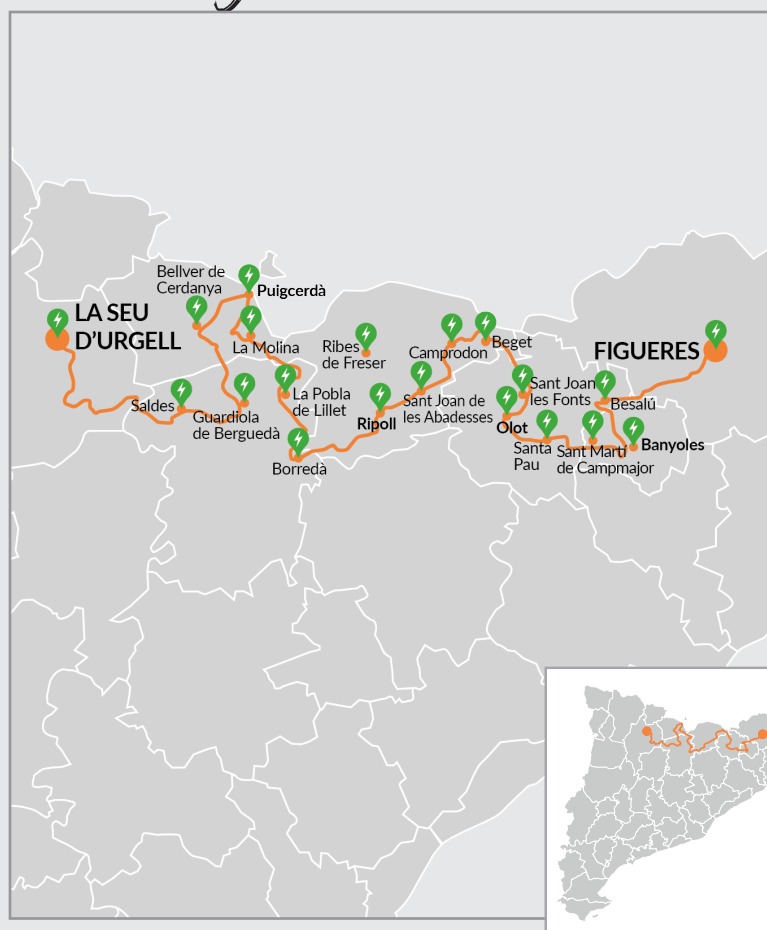 Bellver de
Cerdanya
Puigcerdà
LA SEU
D’URGELL
La Molina
Ribes
de Freser
Camprodon
Beget
FIGUERES
Saldes
Guardiola
de Berguedà
La Pobla
de Lillet
Ripoll
Sant Joan de
les Abadesses
Sant Joan
les Fonts
Besalú
Olot
Borredà
Santa
Pau
Sant Martí
de Campmajor
Banyoles